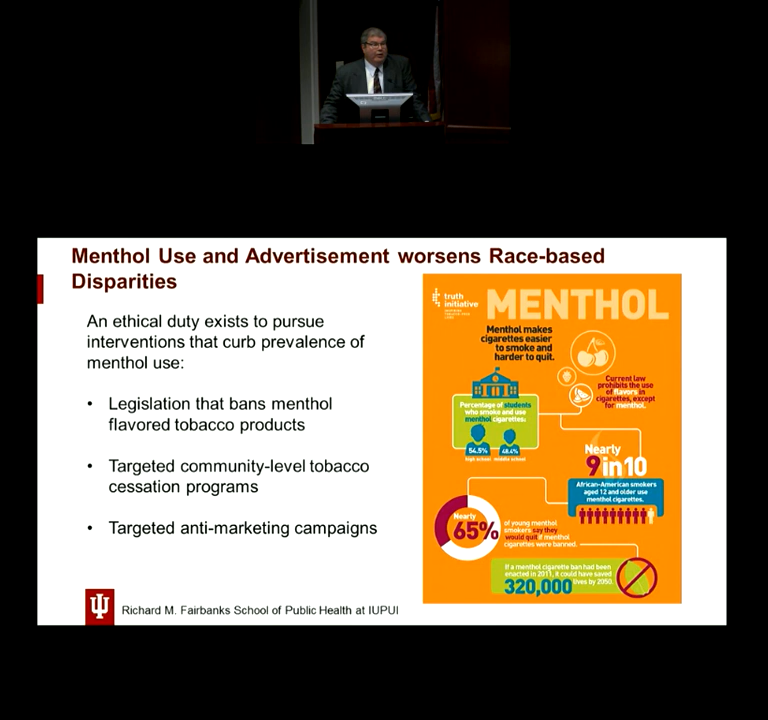 Menthol Use and Advertisement worsens Race-based
Disparities
An ethical duty exists to pursue
interventions that curb prevalence of
menthol use:
• Legislation that bans menthol
flavored tobacco products
• Targeted community-level tobacco
cessation programs
• Targeted anti-marketing campaigns
Richard M. Fairbanks School of Public Health at IUPUI
truth
initiative
MENTHOL
Menthol makes
cigarettes easier
to smoke and
harder to quit.
Current law
prohibits the use
of flavors in
cigarettes, except
for menthol.
Percentage of students
who smoke and use
menthol cigarettes:
54.5% 48.4%
high school middle school
Nearly
9 in 10
African-American smokers
aged 12 and older use
menthol cigarettes.
Nearly
65%
of young menthol
smokers say they
would quit if menthol
cigarettes were banned.
If a menthol cigarette ban had been
enacted in 2011, it could have saved
320,000 lives by 2050.